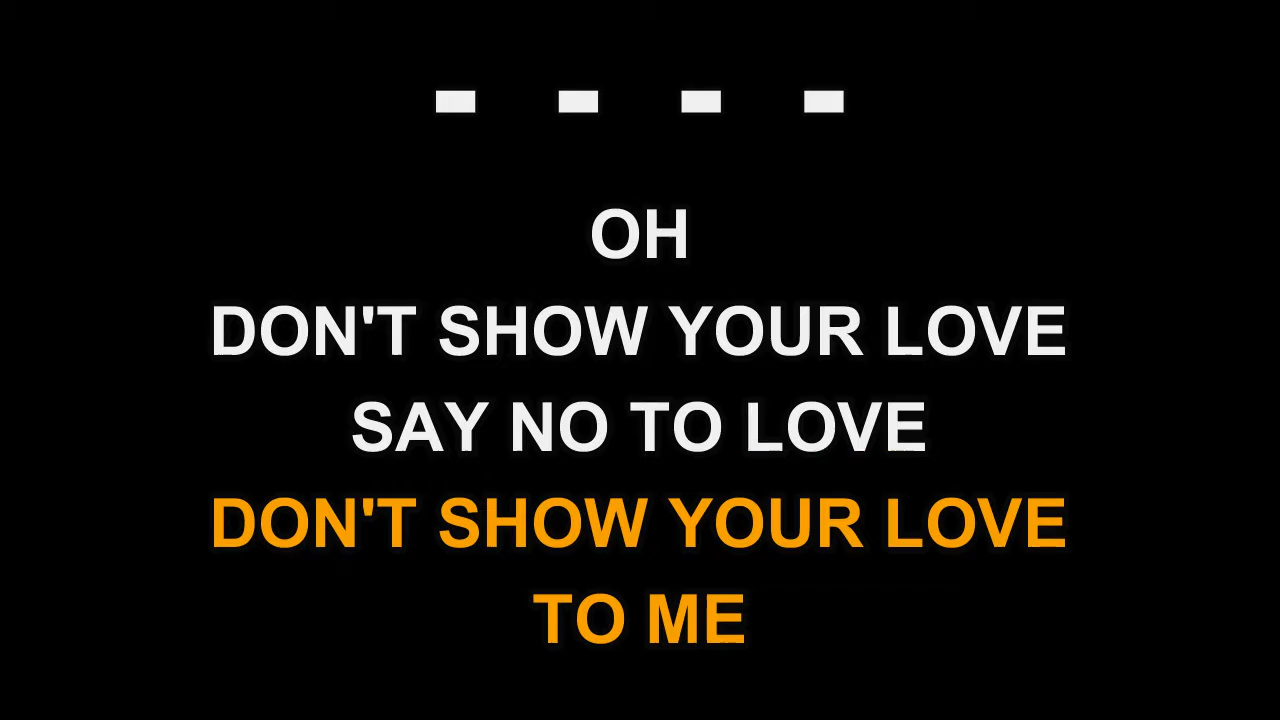 - - - -
OH
DON'T SHOW YOUR LOVE
SAY NO TO LOVE
DON'T SHOW YOUR LOVE
TO ME